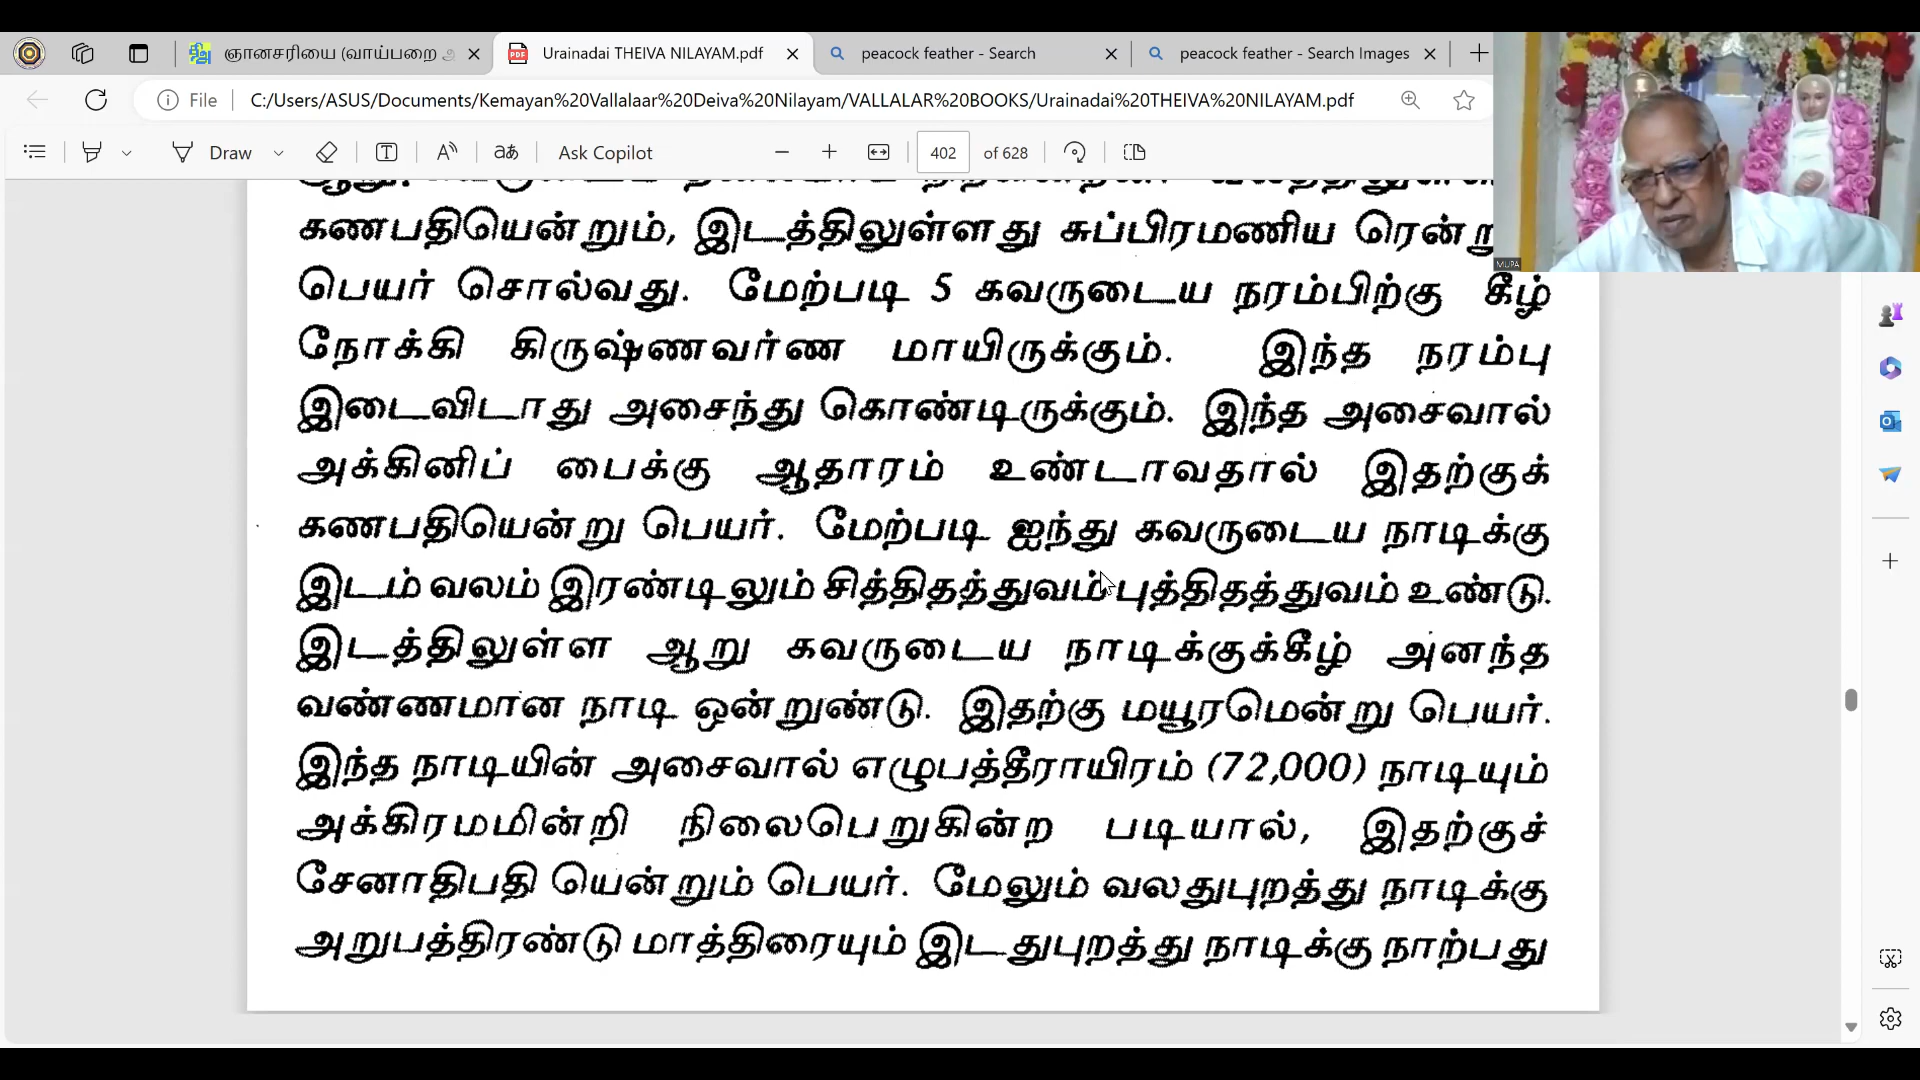 ஞானசரியை (வாய்பறை
Urainadai THEIVA NILAYAM.pdf
peacock feather - Search
peacock feather - Search Images
File
C:/Users/ASUS/Documents/Kemayan%20Vallalaar%20Deiva%20Nilayam/VALLALAR%20BOOKS/Urainadai%20THEIVA%20NILAYAM.pdf
Draw
Ask Copilot
402 of 628
MUPA
கணபதியென்றும், இடத்திலுள்ளது சுப்பிரமணிய ரென்று
பெயர் சொல்வது. மேற்படி 5 கவருடைய நரம்பிற்கு கீழ்
நோக்கி கிருஷ்ணவர்ண மாயிருக்கும். இந்த நரம்பு
இடைவிடாது அசைந்து கொண்டிருக்கும். இந்த அசைவால்
அக்கினிப் பைக்கு ஆதாரம் உண்டாவதால் இதற்குக்
கணபதியென்று பெயர். மேற்படி ஐந்து கவருடைய நாடிக்கு
இடம் வலம் இரண்டிலும் சித்திதத்துவம் புத்திதத்துவம் உண்டு.
இடத்திலுள்ள ஆறு கவருடைய நாடிக்குக்கீழ் அனந்த
வண்ணமான நாடி ஒன்றுண்டு. இதற்கு மயூரமென்று பெயர்.
இந்த நாடியின் அசைவால் எழுபத்தீராயிரம் (72,000) நாடியும்
அக்கிரமமின்றி நிலைபெறுகின்ற படியால், இதற்குச்
சேனாதிபதி யென்றும் பெயர். மேலும் வலதுபுறத்து நாடிக்கு
அறுபத்திரண்டு மாத்திரையும் இடதுபுறத்து நாடிக்கு நாற்பது